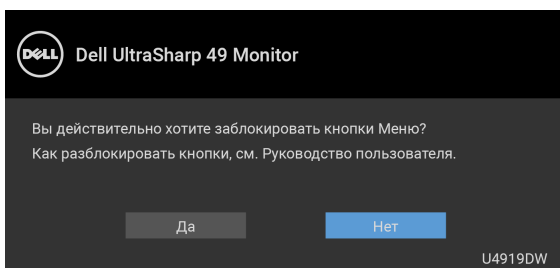 DELL
Dell UltraSharp 49 Monitor
Вы действительно хотите заблокировать кнопки Меню?
Как разблокировать кнопки, см. Руководство пользователя.
Да
Нет
U4919DW